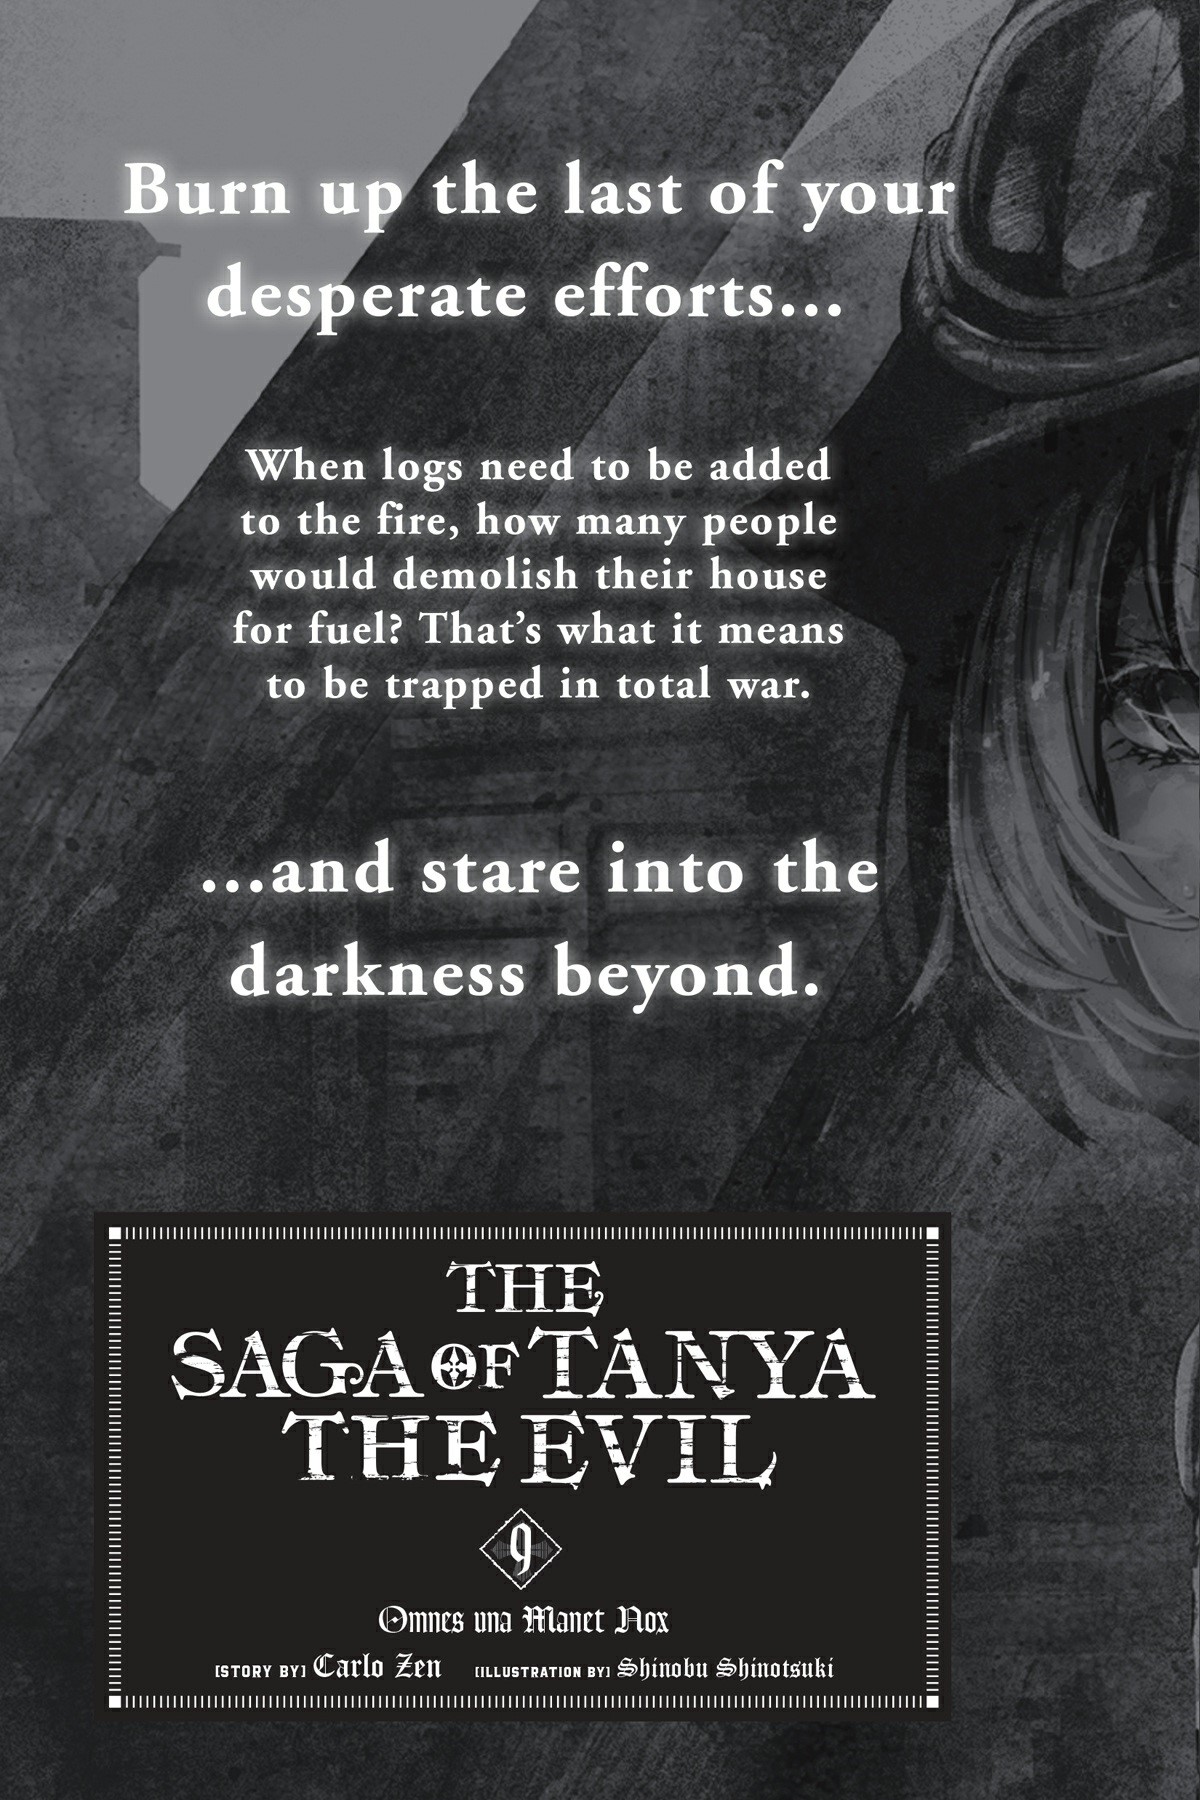 Burn up the last of your
desperate efforts...
When logs need to be added
to the fire, how many people
would demolish their house
for fuel? That’s what it means
to be trapped in total war.
...and stare into the
darkness beyond.
THE
SAGA OF TANYA
THE EVIL
9
Omnes una Manet Nox
[STORY BY] Carlo Zen [ILLUSTRATION BY] Shinobu Shinotsuki